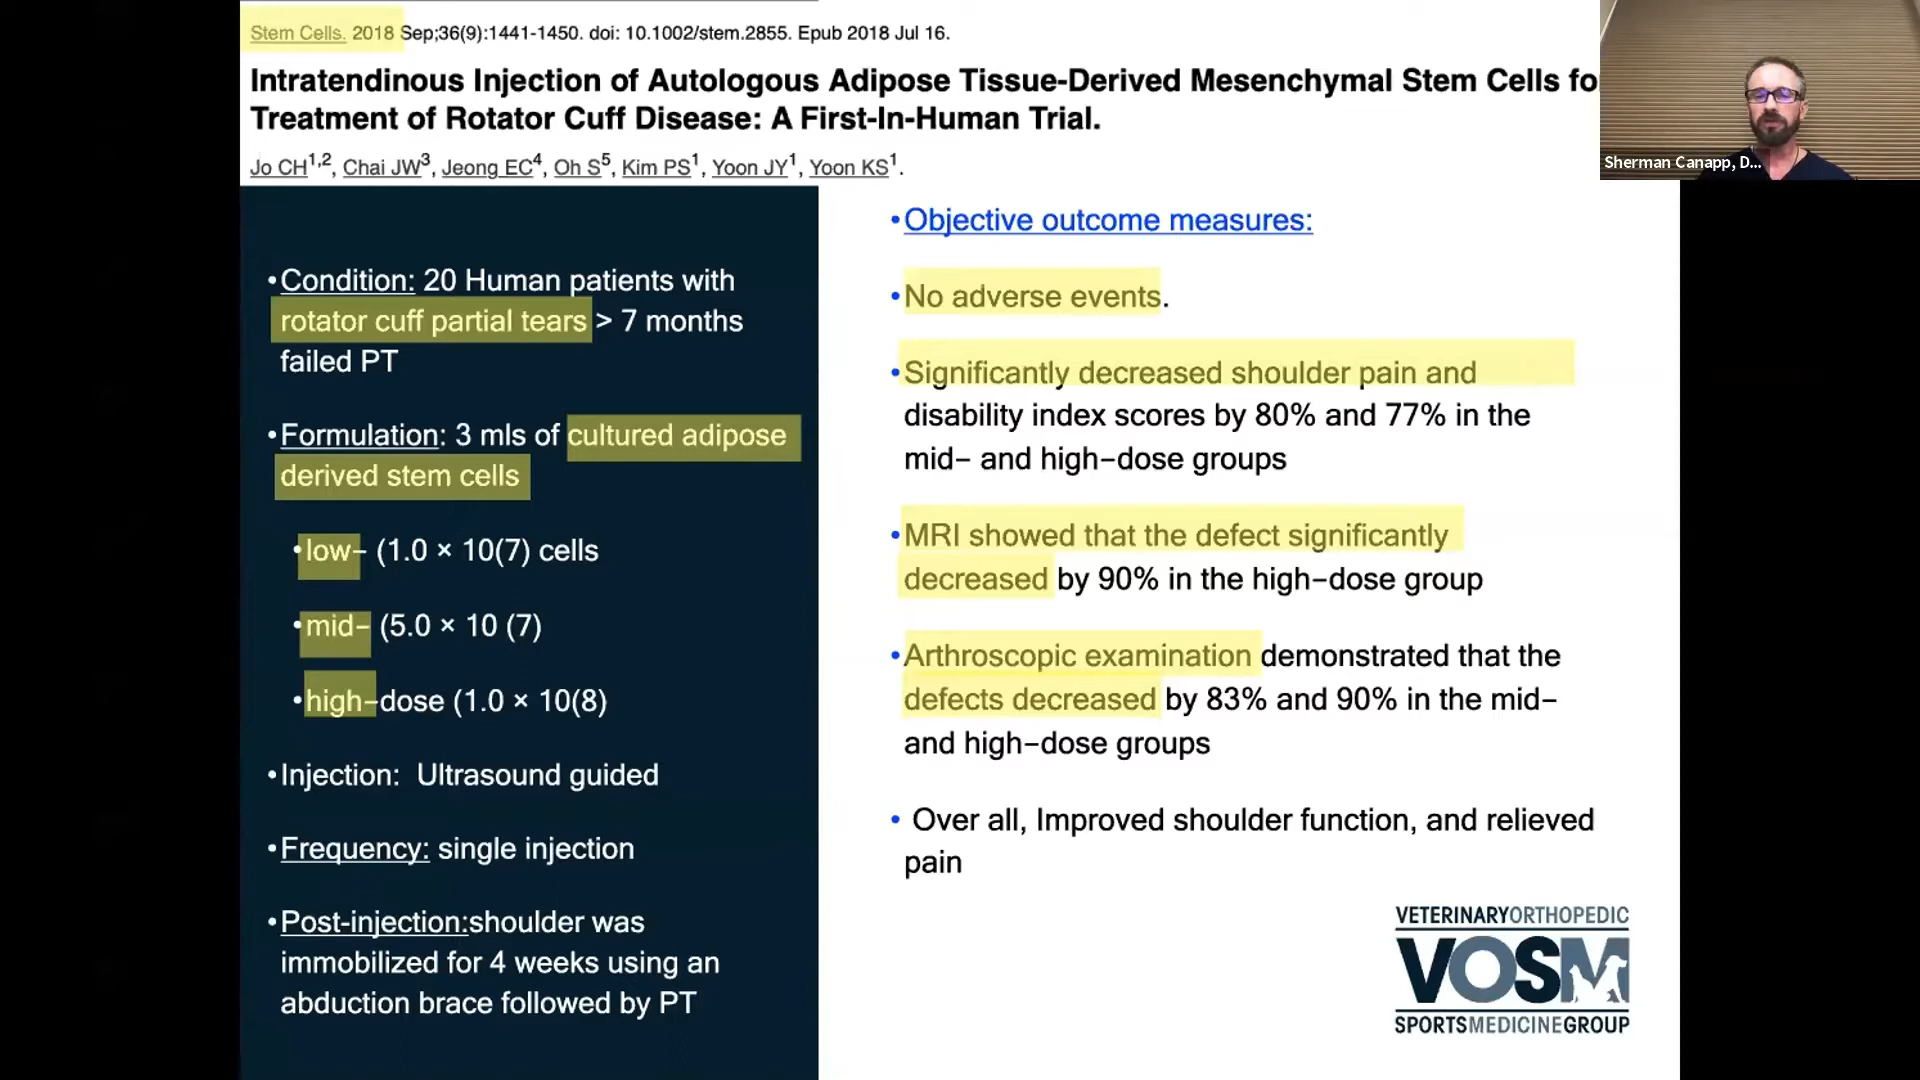 Stem Cells. 2018 Sep;36(9):1441-1450. doi: 10.1002/stem.2855. Epub 2018 Jul 16.
Intratendinous Injection of Autologous Adipose Tissue-Derived Mesenchymal Stem Cells fo
Treatment of Rotator Cuff Disease: A First-In-Human Trial.
Jo CH1,2, Chai JW3, Jeong EC4, Oh S5, Kim PS1, Yoon JY1, Yoon KS1.
Sherman Canapp, D...
•Condition: 20 Human patients with
rotator cuff partial tears > 7 months
failed PT
•Formulation: 3 mls of cultured adipose
derived stem cells
•low– (1.0 × 10(7) cells
•mid– (5.0 × 10 (7)
•high–dose (1.0 × 10(8)
•Injection: Ultrasound guided
•Frequency: single injection
•Post-injection:shoulder was
immobilized for 4 weeks using an
abduction brace followed by PT
•Objective outcome measures:
•No adverse events.
•Significantly decreased shoulder pain and
disability index scores by 80% and 77% in the
mid– and high–dose groups
•MRI showed that the defect significantly
decreased by 90% in the high–dose group
•Arthroscopic examination demonstrated that the
defects decreased by 83% and 90% in the mid–
and high–dose groups
• Over all, Improved shoulder function, and relieved
pain
VETERINARYORTHOPEDIC
VOSM
SPORTSMEDICINEGROUP